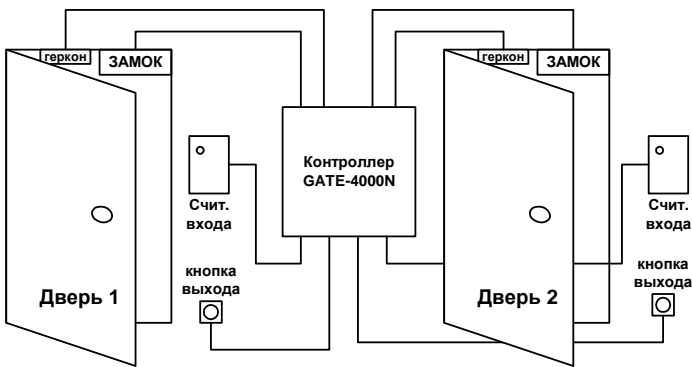 геркон
ЗАМОК
геркон
ЗАМОК
Контроллер
GATE-4000N
Счит.
входа
Счит.
входа
кнопка
выхода
кнопка
выхода
Дверь 1
Дверь 2